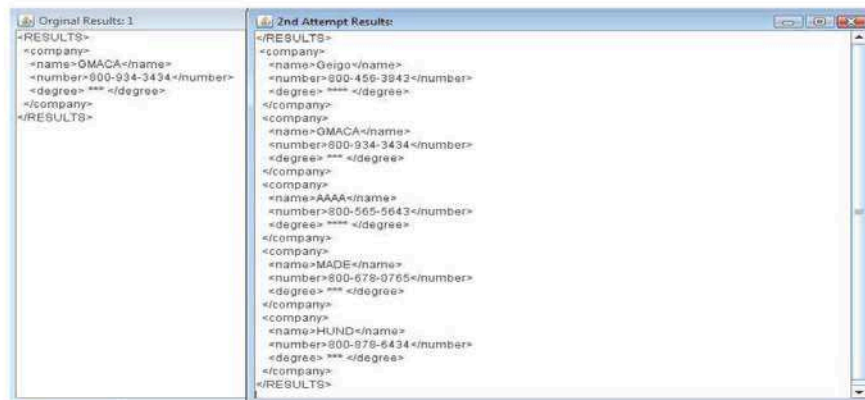 Orginal Results: 1
<RESULTS>
<company>
<name>GMACA</name>
<number>800-934-3434</number>
<degree> *** </degree>
</company>
</RESULTS>
2nd Attempt Results:
</RESULTS>
<company>
<name>Geigo</name>
<number>800-456-3843</number>
<degree> **** </degree>
</company>
<company>
<name>GMACA</name>
<number>800-934-3434</number>
<degree> *** </degree>
</company>
<company>
<name>AAAA</name>
<number>800-565-5643</number>
<degree> **** </degree>
</company>
<company>
<name>MADE</name>
<number>800-678-0765</number>
<degree> *** </degree>
</company>
<company>
<name>HUND</name>
<number>800-878-6434</number>
<degree> *** </degree>
</company>
</RESULTS>